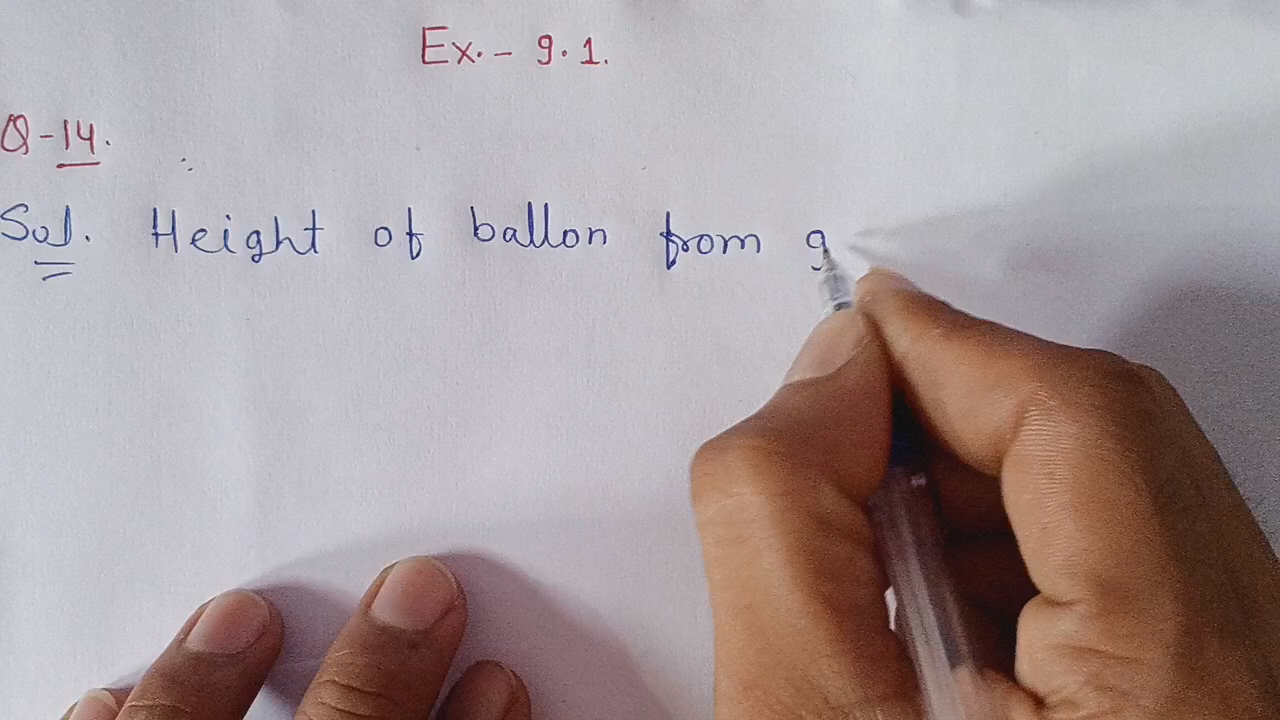 Ex.- 9.1.
Q-14.
Sol. Height of ballon from g